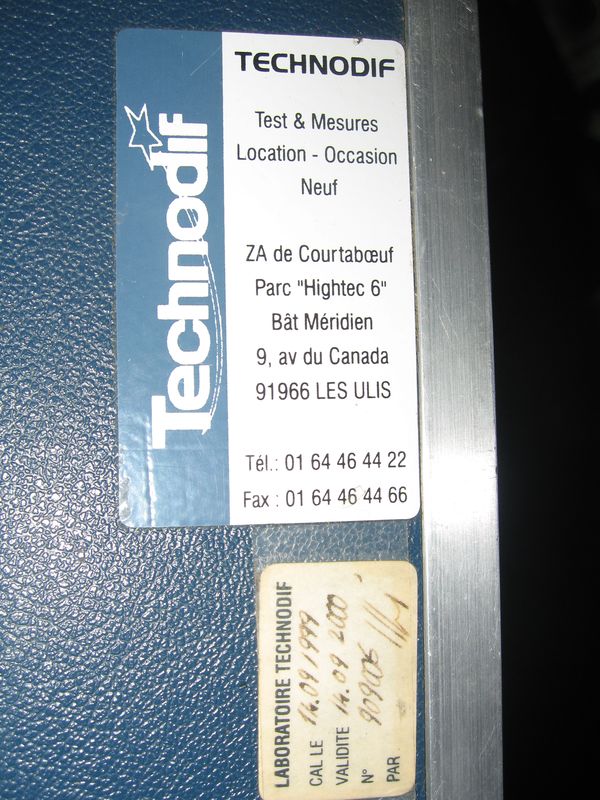 Technodif
TECHNODIF
Test & Mesures
Location - Occasion
Neuf
ZA de Courtabœuf
Parc "Hightec 6"
Bât Méridien
9, av du Canada
91966 LES ULIS
Tél.: 01 64 46 44 22
Fax : 01 64 46 44 66
LABORATOIRE TECHNODIF
CAL LE 14.09 1999
VALIDITE 14.09 2000
N° 909005
PAR